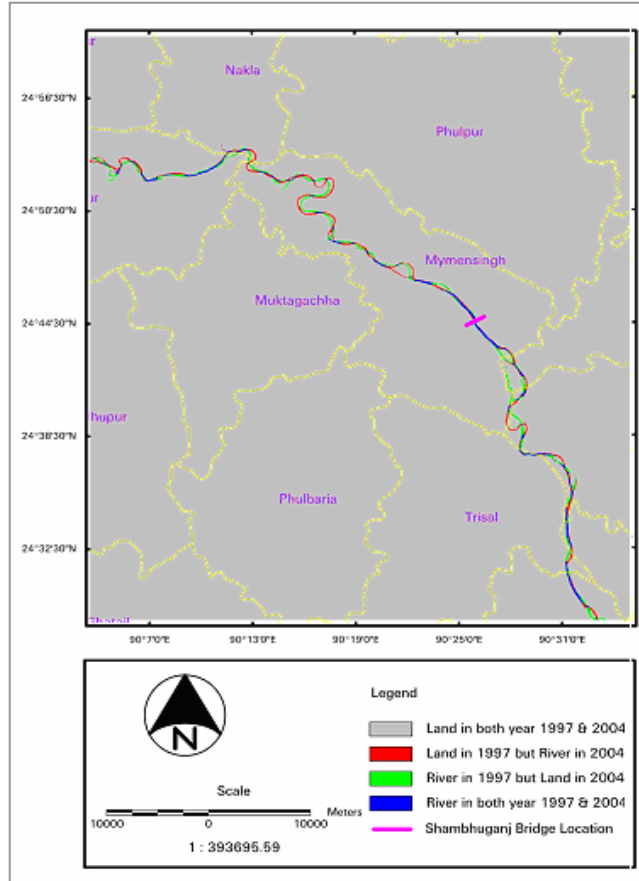 r
Nakla
24°56'30"N
Phulpur
24°50'30"N
ur
Mymensingh
Muktagachha
24°44'30"N
hupur
24°38'30"N
Phulbaria
Trisal
24°32'30"N
90°7'0"E 90°13'0"E 90°19'0"E 90°25'0"E 90°31'0"E
N
Scale
10000 0 10000 Meters
1 : 393695.59
Legend
Land in both year 1997 & 2004
Land in 1997 but River in 2004
River in 1997 but Land in 2004
River in both year 1997 & 2004
Shambhuganj Bridge Location